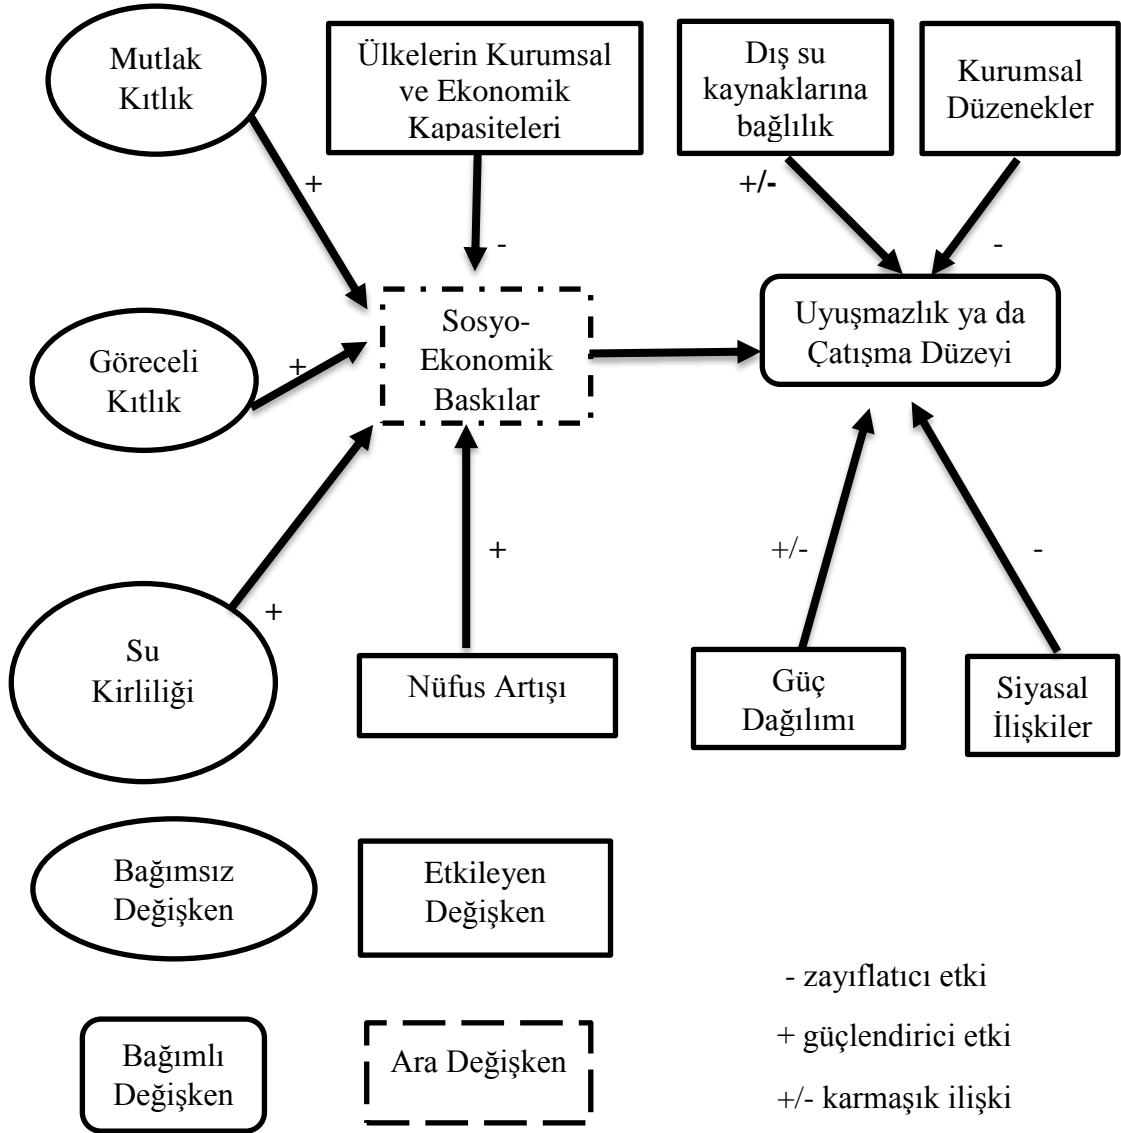 Mutlak
Kıtlık
Ülkelerin Kurumsal
ve Ekonomik
Kapasiteleri
Dış su
kaynaklarına
bağlılık
Kurumsal
Düzenekler
+
-
+/-
-
Göreceli
Kıtlık
+
Sosyo-
Ekonomik
Baskılar
Uyuşmazlık ya da
Çatışma Düzeyi
+
+
+/-
-
Su
Kirliliği
Nüfus Artışı
Güç
Dağılımı
Siyasal
İlişkiler
Bağımsız
Değişken
Etkileyen
Değişken
Bağımlı
Değişken
Ara Değişken
- zayıflatıcı etki
+ güçlendirici etki
+/- karmaşık ilişki